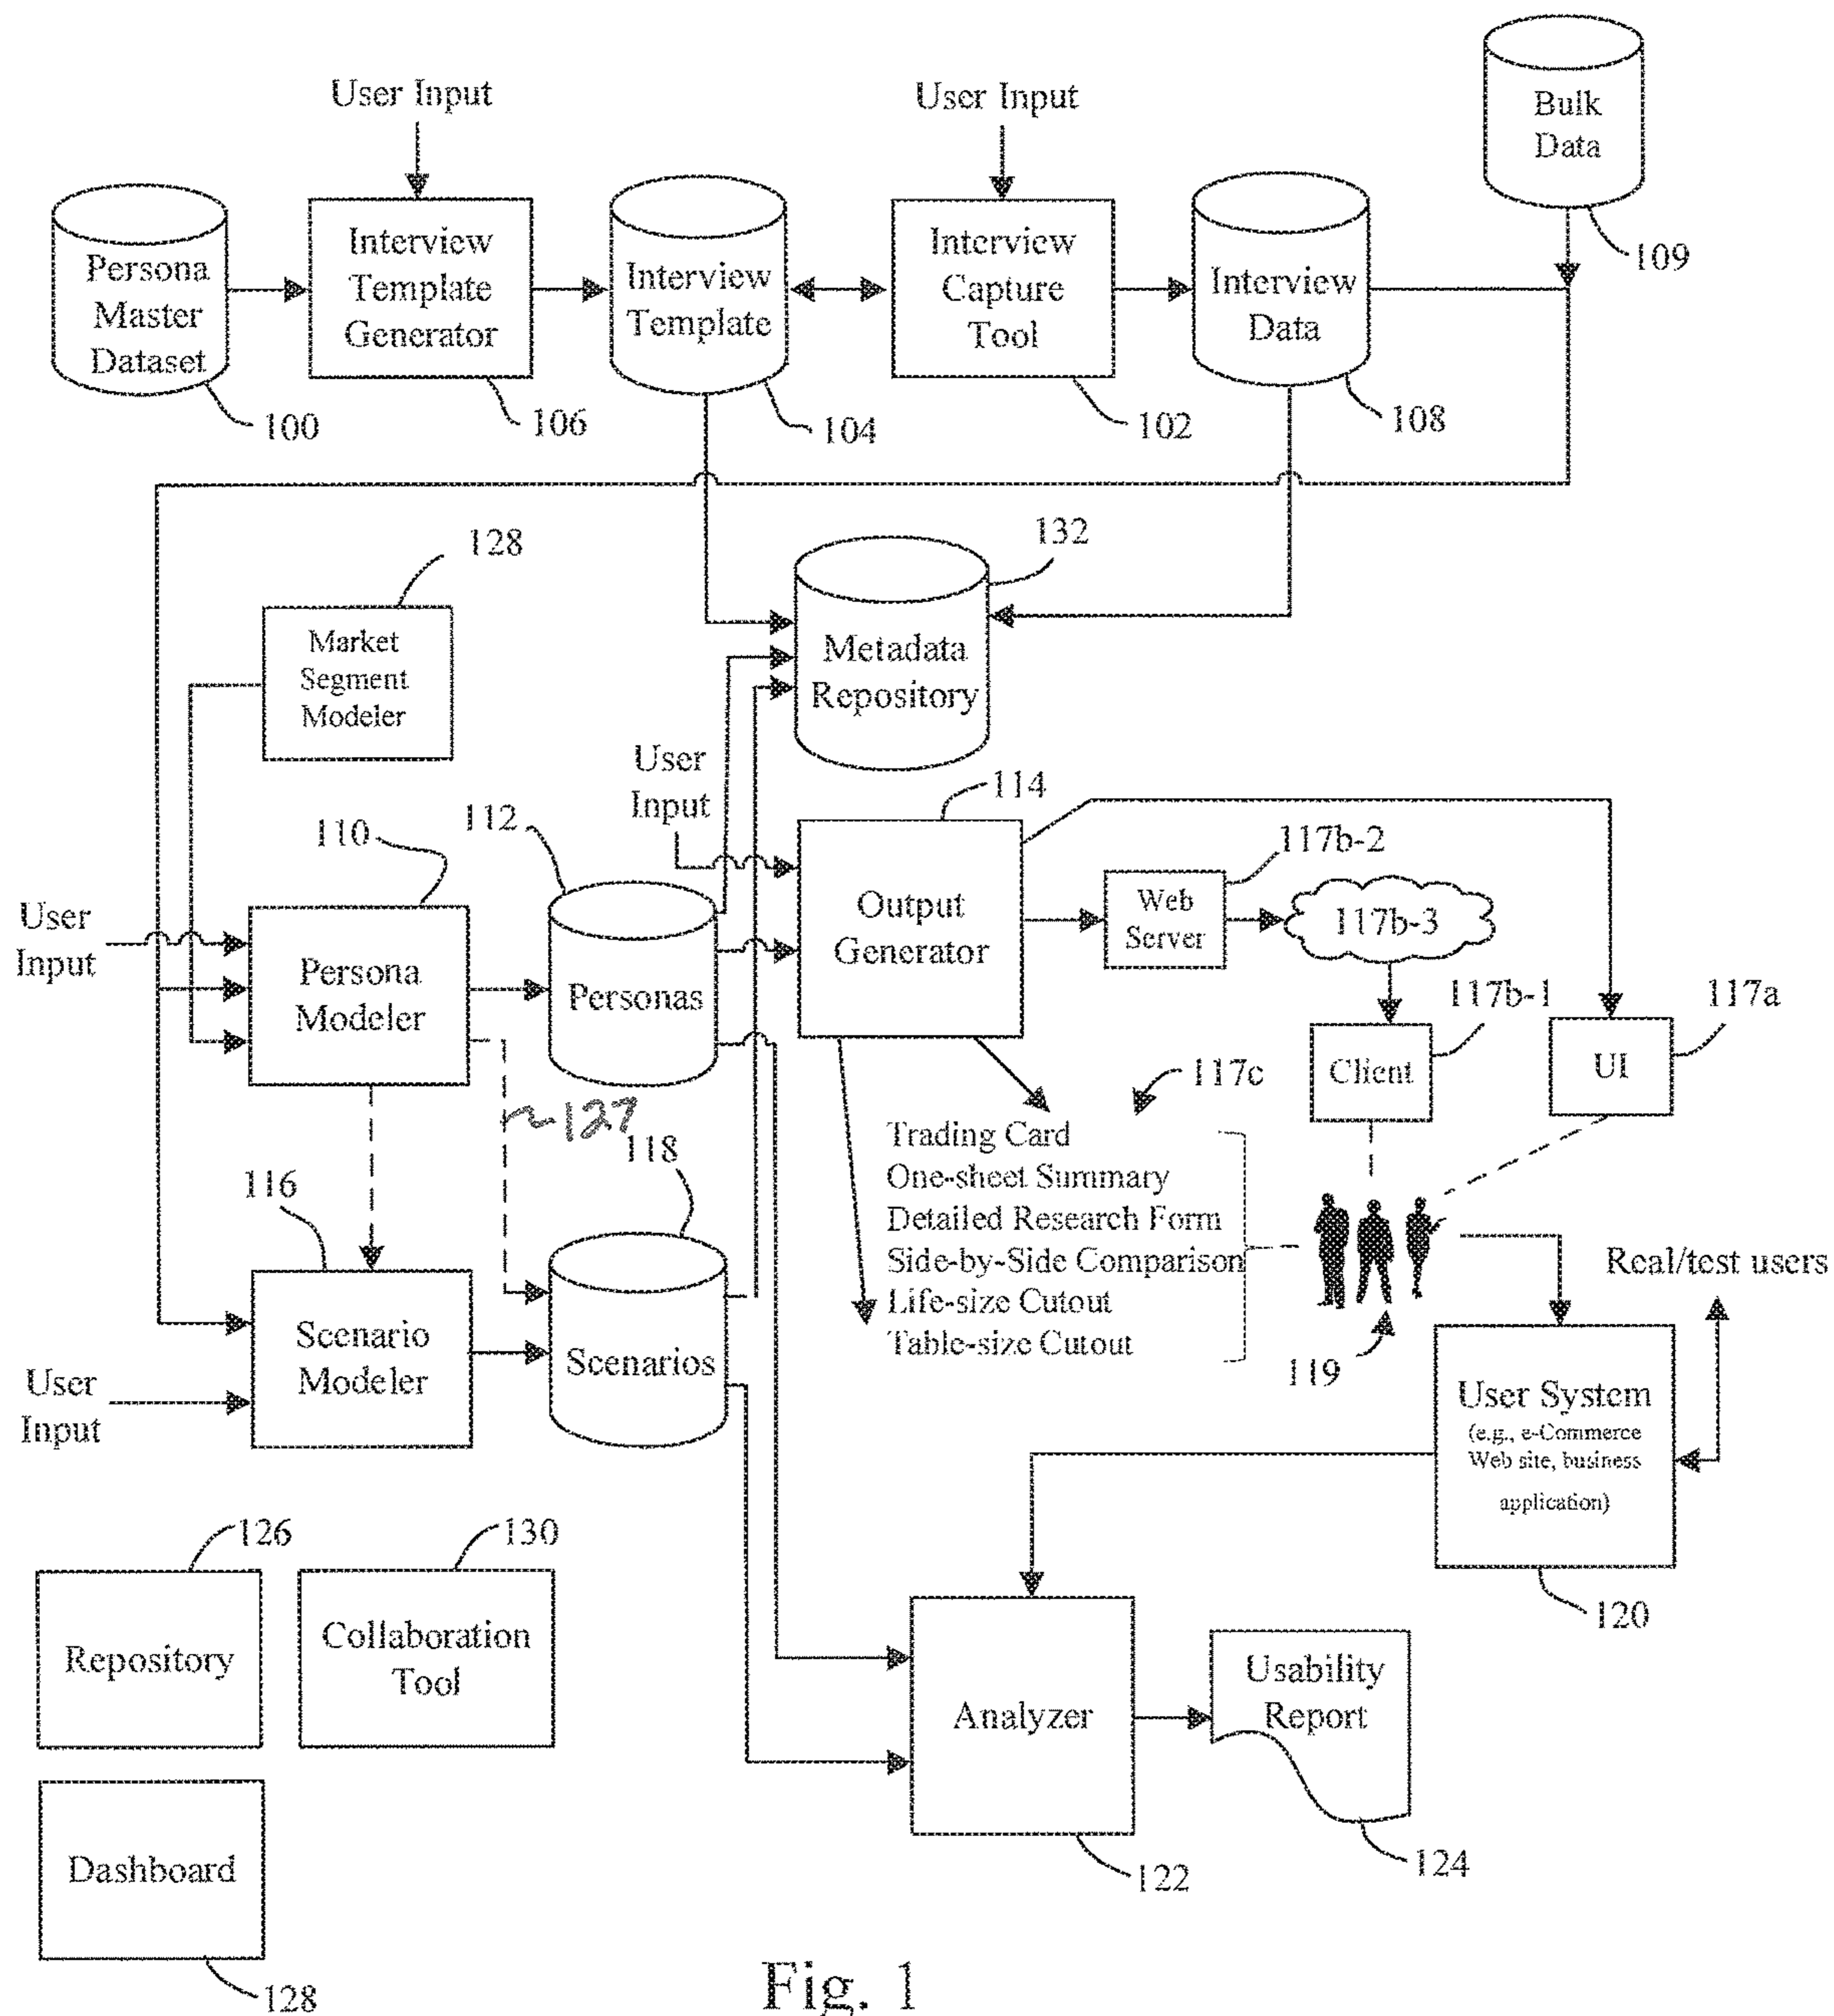 User Input
User Input
Bulk
Data
109
Persona
Master
Dataset
100
Interview
Template
Generator
106
Interview
Template
104
Interview
Capture
Tool
102
Interview
Data
108
128
Market
Segment
Modeler
132
Metadata
Repository
User
Input
114
Output
Generator
117b-2
Web
Server
117b-3
117b-1
Client
117a
UI
110
User
Input
Persona
Modeler
112
Personas
127
117c
Trading Card
One-sheet Summary
Detailed Research Form
Side-by-Side Comparison
Life-size Cutout
Table-size Cutout
119
116
User
Input
Scenario
Modeler
118
Scenarios
Real/test users
User System
(e.g., e-Commerce
Web site, business
application)
120
126
Repository
130
Collaboration
Tool
Analyzer
122
Usability
Report
124
Dashboard
128
Fig. 1